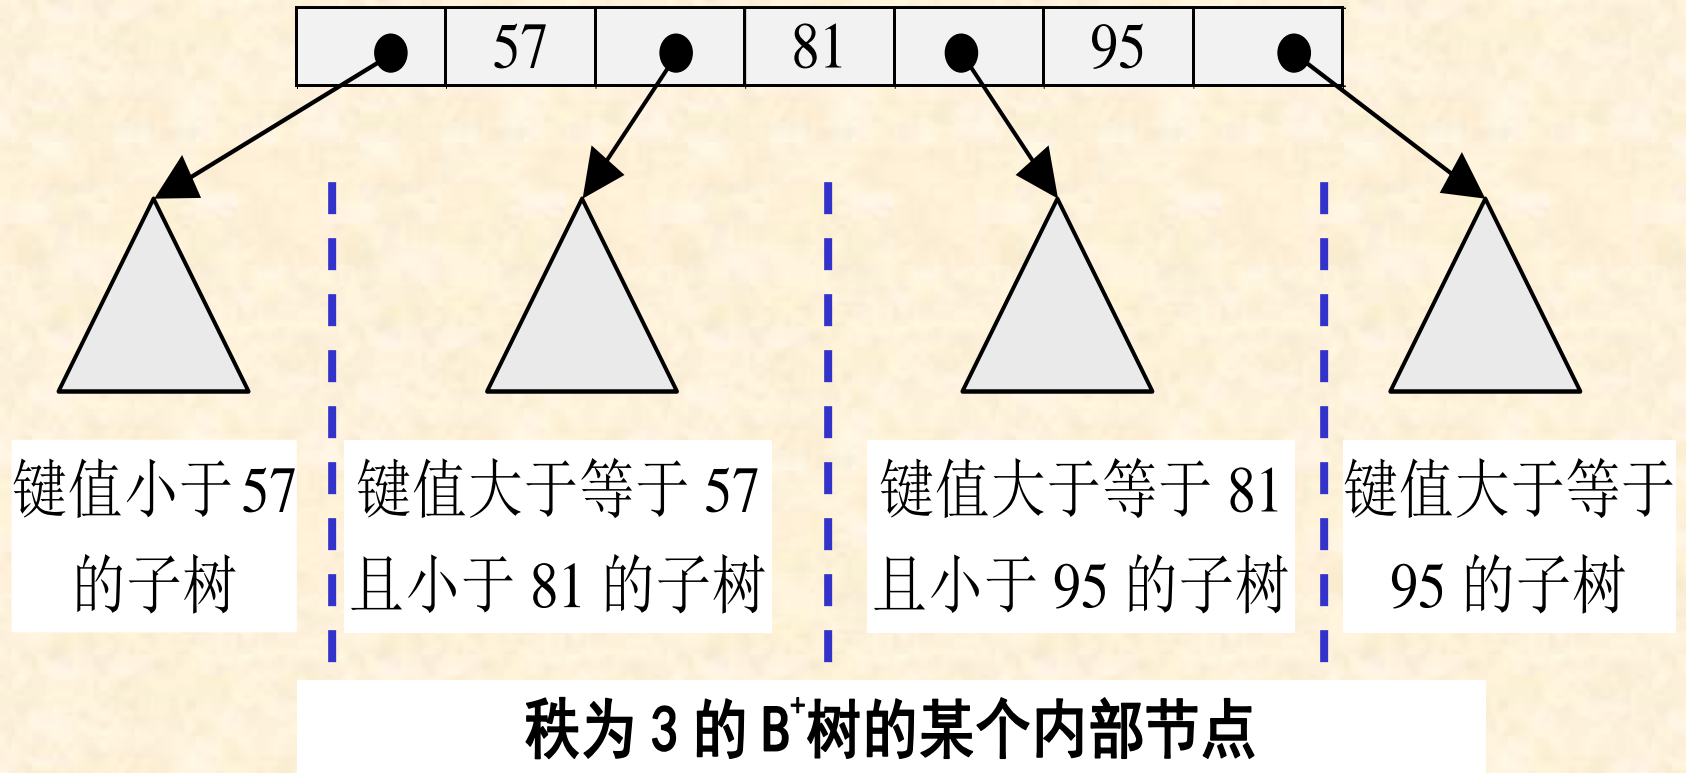 57 81 95
键值小于 57
的子树
键值大于等于 57
且小于 81 的子树
键值大于等于 81
且小于 95 的子树
键值大于等于
95 的子树
秩为 3 的 B⁺树的某个内部节点